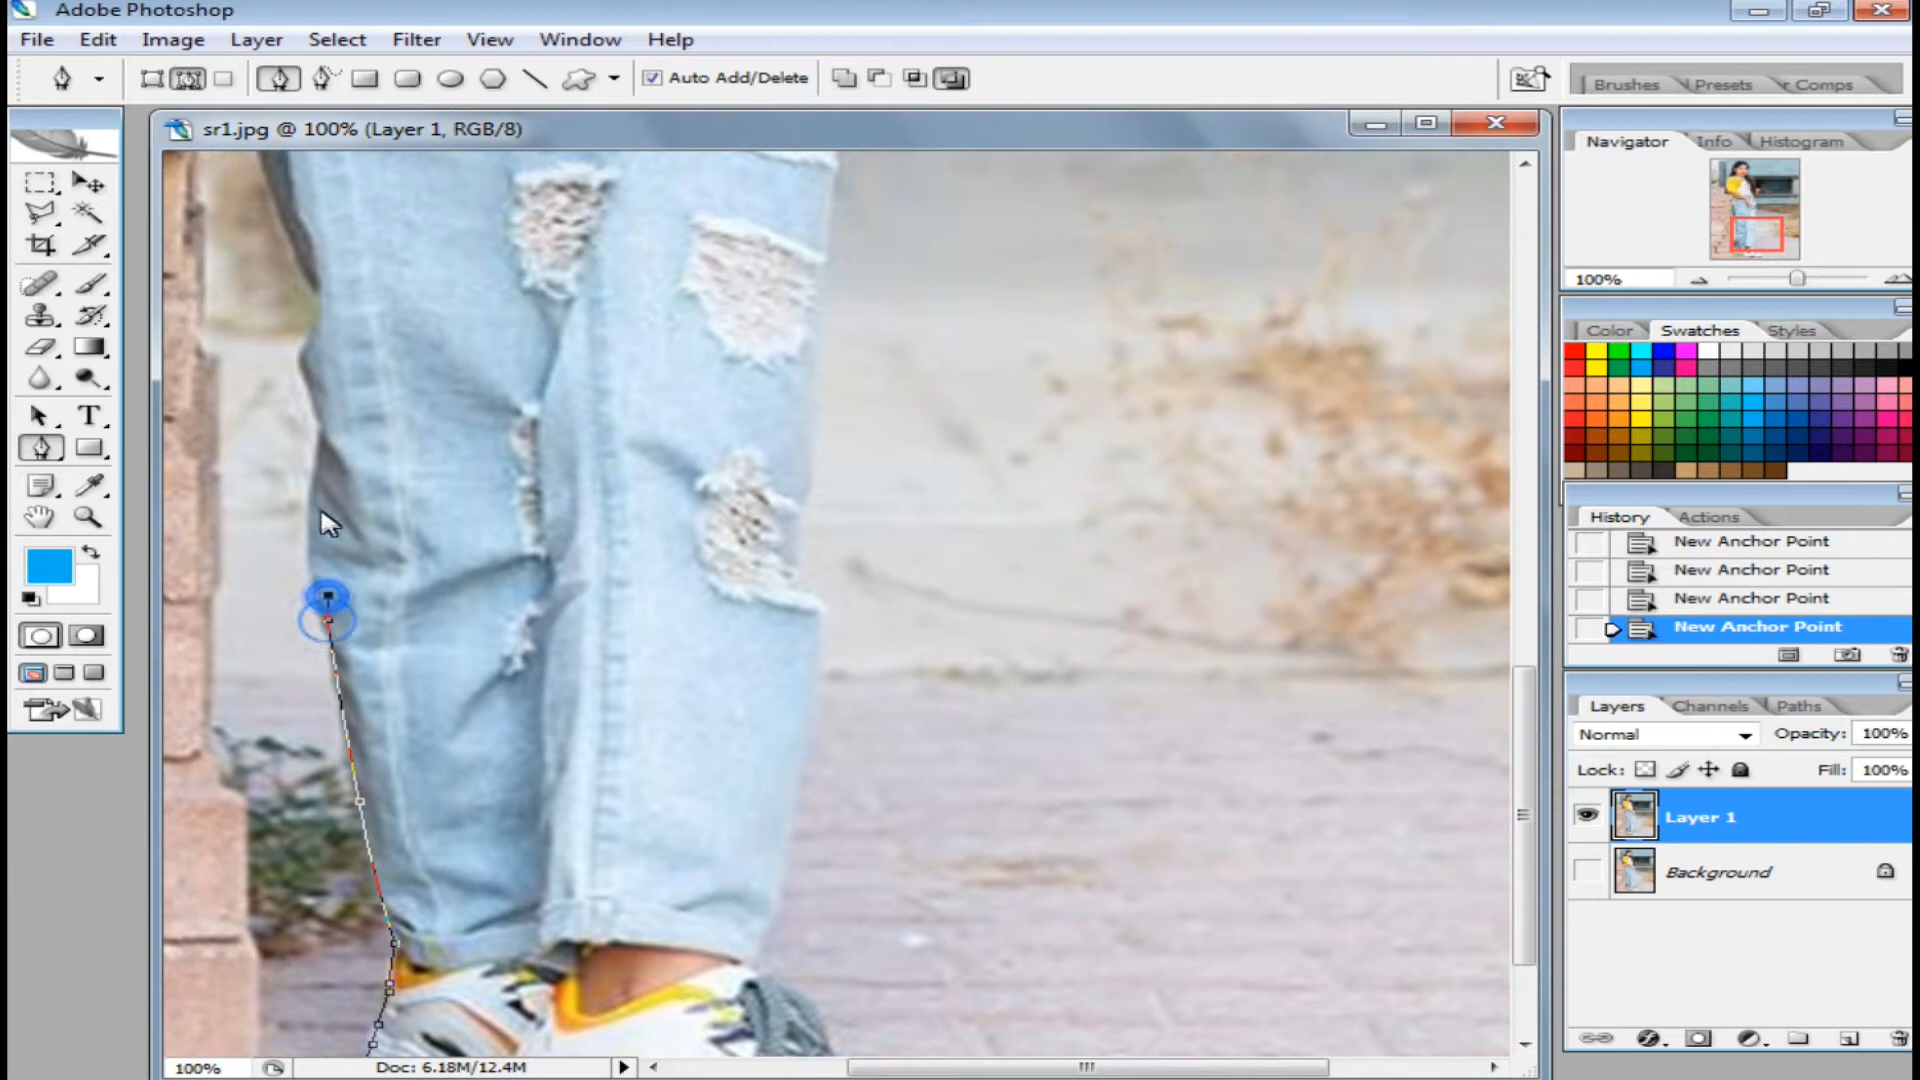 Adobe Photoshop
File Edit Image Layer Select Filter View Window Help
Auto Add/Delete
Brushes Presets r Comps
sr1.jpg @ 100% (Layer 1, RGB/8)
Navigator Info Histogram
100%
Color Swatches Styles
T
History Actions
New Anchor Point
New Anchor Point
New Anchor Point
New Anchor Point
Layers Channels Paths
Normal Opacity: 100%
Lock: Fill: 100%
Layer 1
Background
100% Doc: 6.18M/12.4M